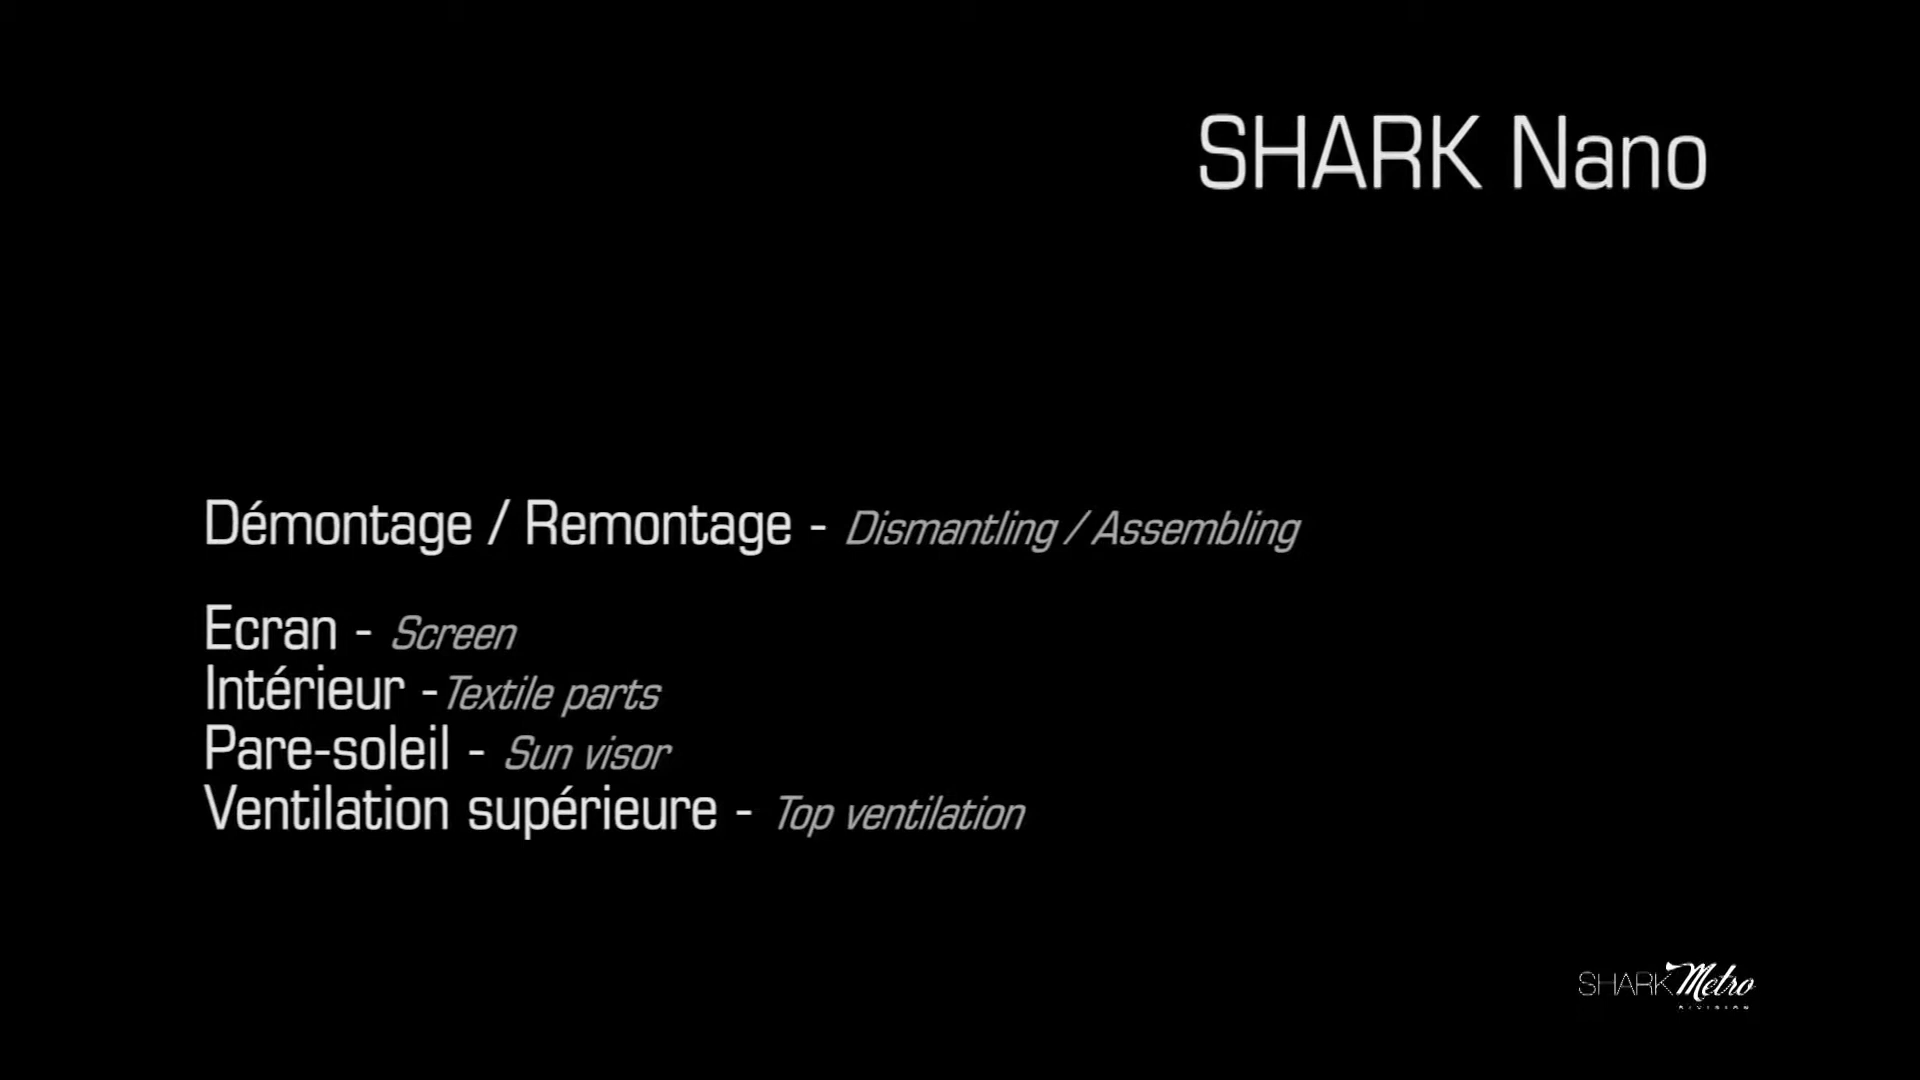 SHARK Nano
Démontage / Remontage - Dismantling / Assembling
Ecran - Screen
Intérieur -Textile parts
Pare-soleil - Sun visor
Ventilation supérieure - Top ventilation
SHARK Metro
DIVISION